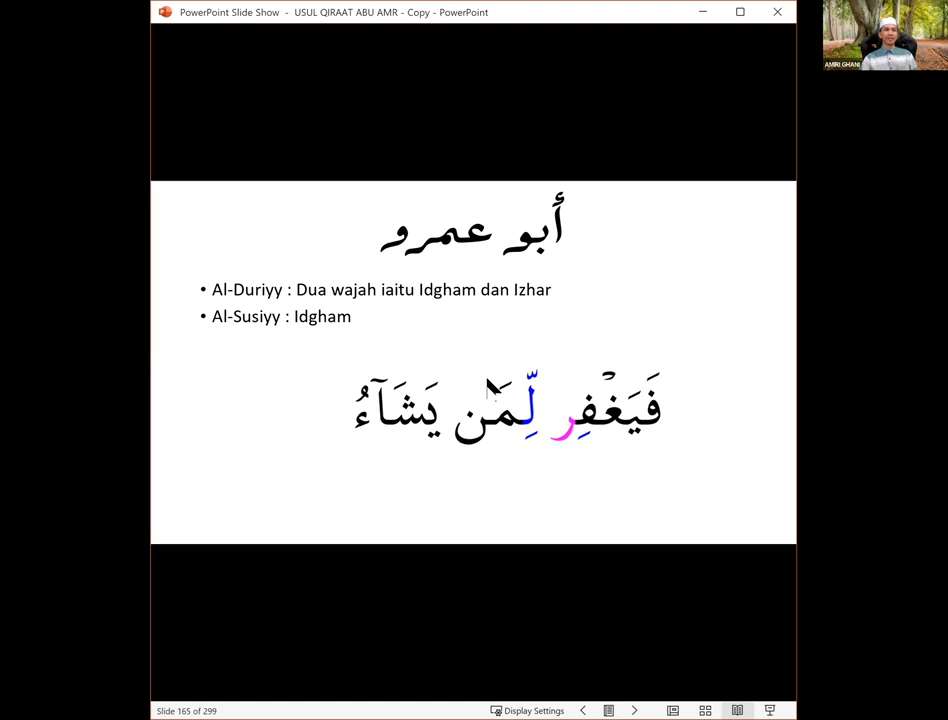 PowerPoint Slide Show - USUL QIRAAT ABU AMR - Copy - PowerPoint
AMIRI GHANI
أبو عمرو
• Al-Duriyy : Dua wajah iaitu Idgham dan Izhar
• Al-Susiyy : Idgham
فَيَغْفِر لِّمَن يَشَآءُ
Slide 165 of 299
Display Settings